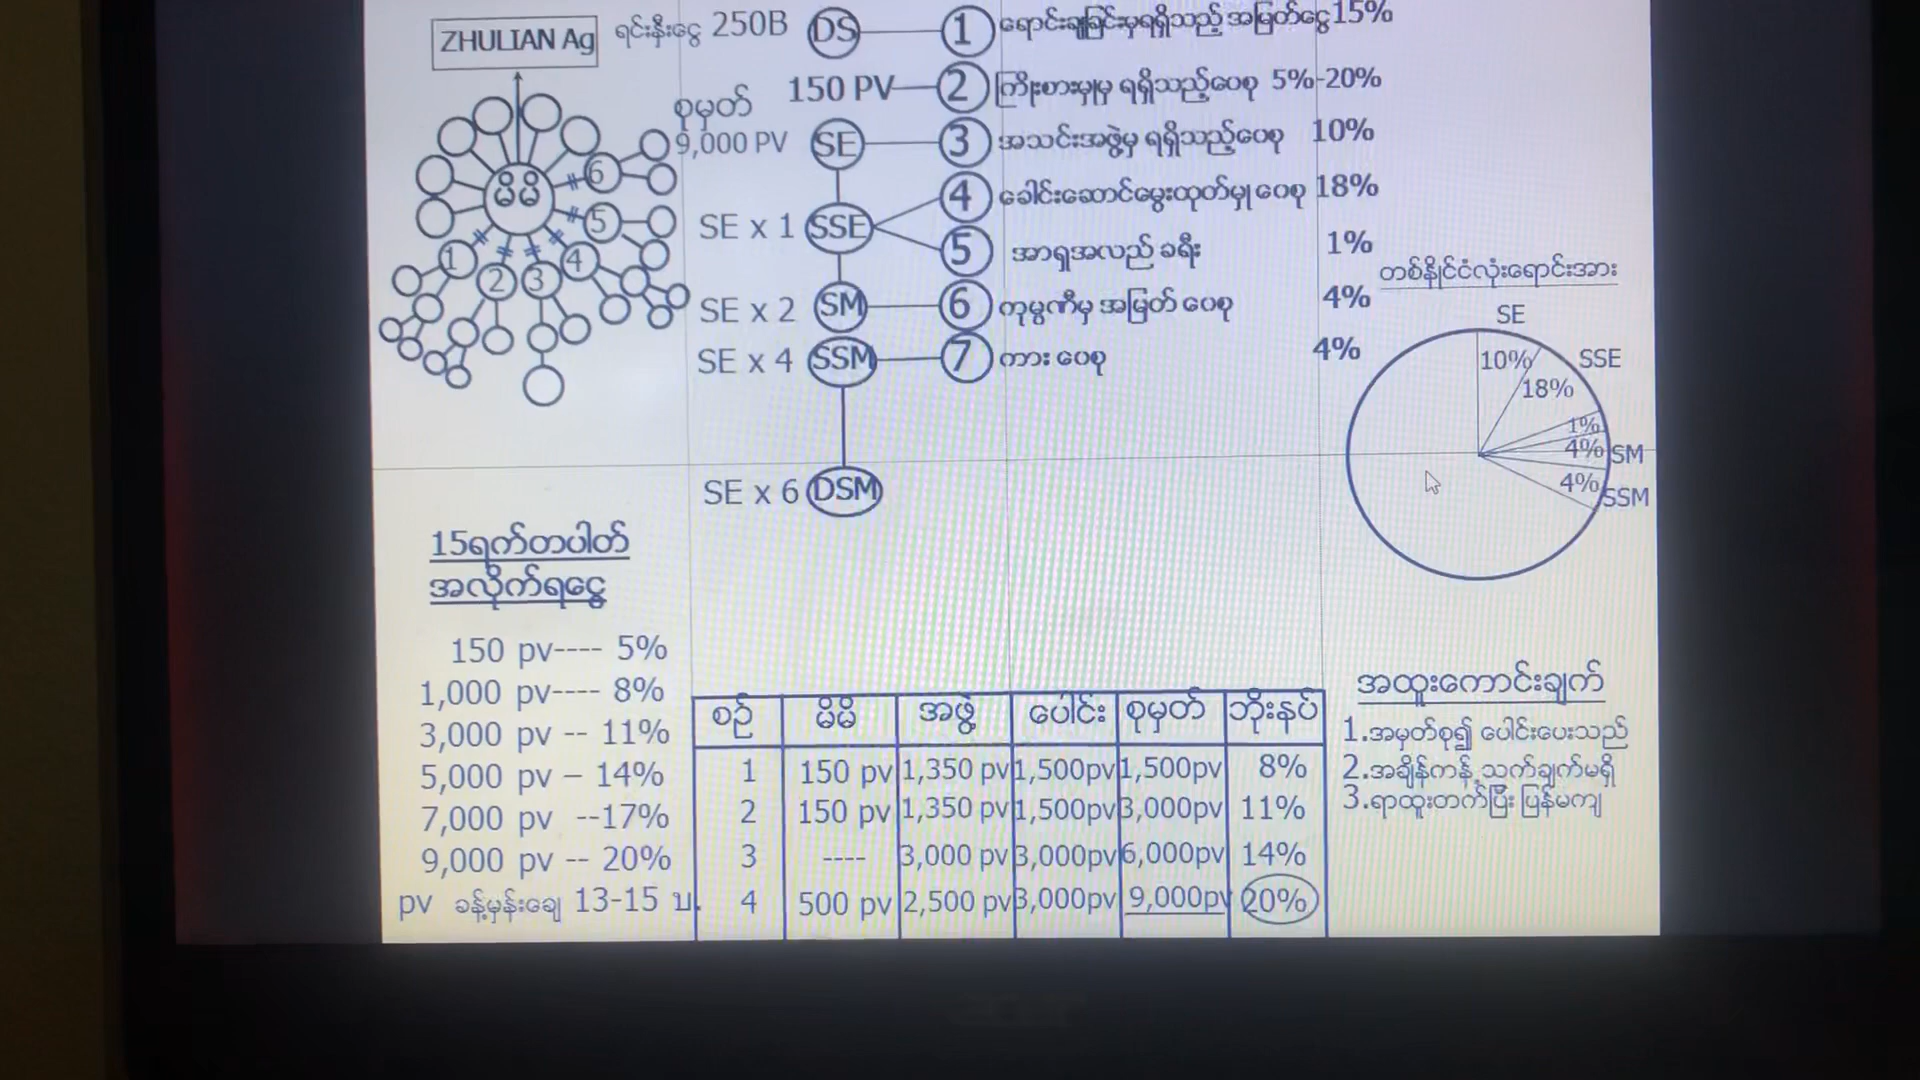 ZHULIAN Ag
ရင်းနှီးငွေ 250B DS 1 ရောင်းချခြင်းမှရရှိသည့် အမြတ်ငွေ 15%
150 PV 2 ကြိုးစားမှုမှ ရရှိသည့်ဝေစု 5%-20%
စုမှတ်
9,000 PV SE 3 အသင်းအဖွဲ့မှ ရရှိသည့်ဝေစု 10%
SE x 1 SSE 4 ခေါင်းဆောင်မွေးထုတ်မှု ဝေစု 18%
5 အာရှအလည် ခရီး 1%
SE x 2 SM 6 ကုမ္ပဏီမှ အမြတ် ဝေစု 4%
SE x 4 SSM 7 ကား ဝေစု 4%
SE x 6 DSM
မိမိ
1
2
3
4
5
6
တစ်နိုင်ငံလုံးရောင်းအား
SE
10% SSE
18%
1%
4% SM
4% SSM
15ရက်တပါတ်
အလိုက်ရငွေ
150 pv---- 5%
1,000 pv---- 8%
3,000 pv -- 11%
5,000 pv – 14%
7,000 pv --17%
9,000 pv -- 20%
pv ခန့်မှန်းချေ 13-15 บ.
စဉ် မိမိ အဖွဲ့ ပေါင်း စုမှတ် ဘိုးနပ်
1 150 pv 1,350 pv 1,500pv 1,500pv 8%
2 150 pv 1,350 pv 1,500pv 3,000pv 11%
3 ---- 3,000 pv 3,000pv 6,000pv 14%
4 500 pv 2,500 pv 3,000pv 9,000pv 20%
အထူးကောင်းချက်
1.အမှတ်စု၍ ပေါင်းပေးသည်
2.အချိန်ကန့်သက်ချက်မရှိ
3.ရာထူးတက်ပြီး ပြန်မကျ